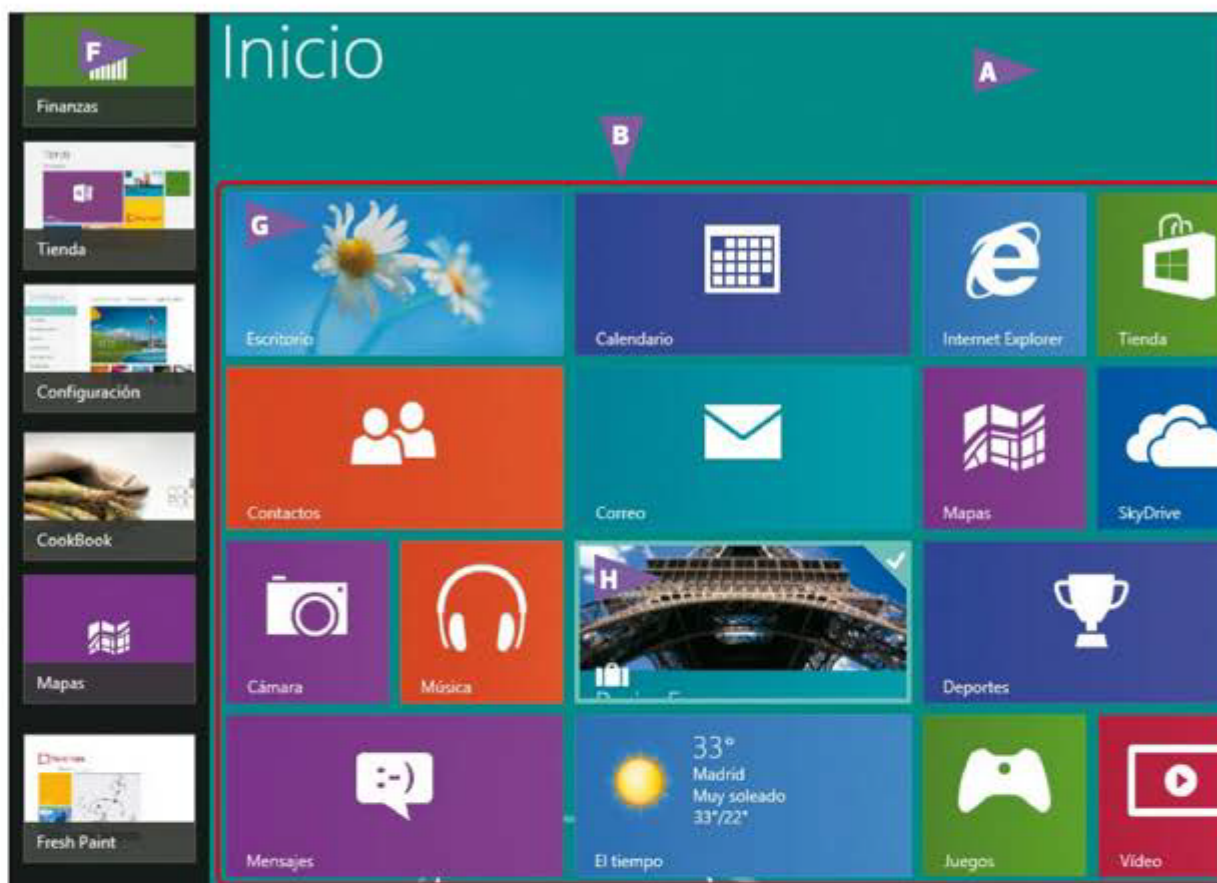 Inicio
A
B
F
Finanzas
Tienda
Configuración
CookBook
Mapas
Fresh Paint
G
Escritorio
Calendario
Internet Explorer
Tienda
Contactos
Correo
Mapas
SkyDrive
Cámara
Música
H
Deportes
Mensajes
33°
Madrid
Muy soleado
33°/22°
El tiempo
:-)
Juegos
Vídeo